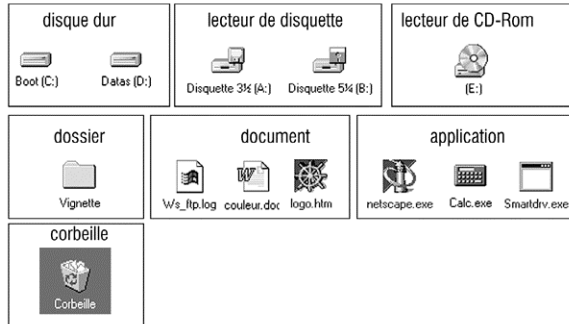 disque dur
Boot (C:)
Datas (D:)
lecteur de disquette
Disquette 3½ (A:)
Disquette 5¼ (B:)
lecteur de CD-Rom
(E:)
dossier
Vignette
document
Ws_ftp.log
couleur.doc
logo.htm
application
netscape.exe
Calc.exe
Smartdrv.exe
corbeille
Corbeille